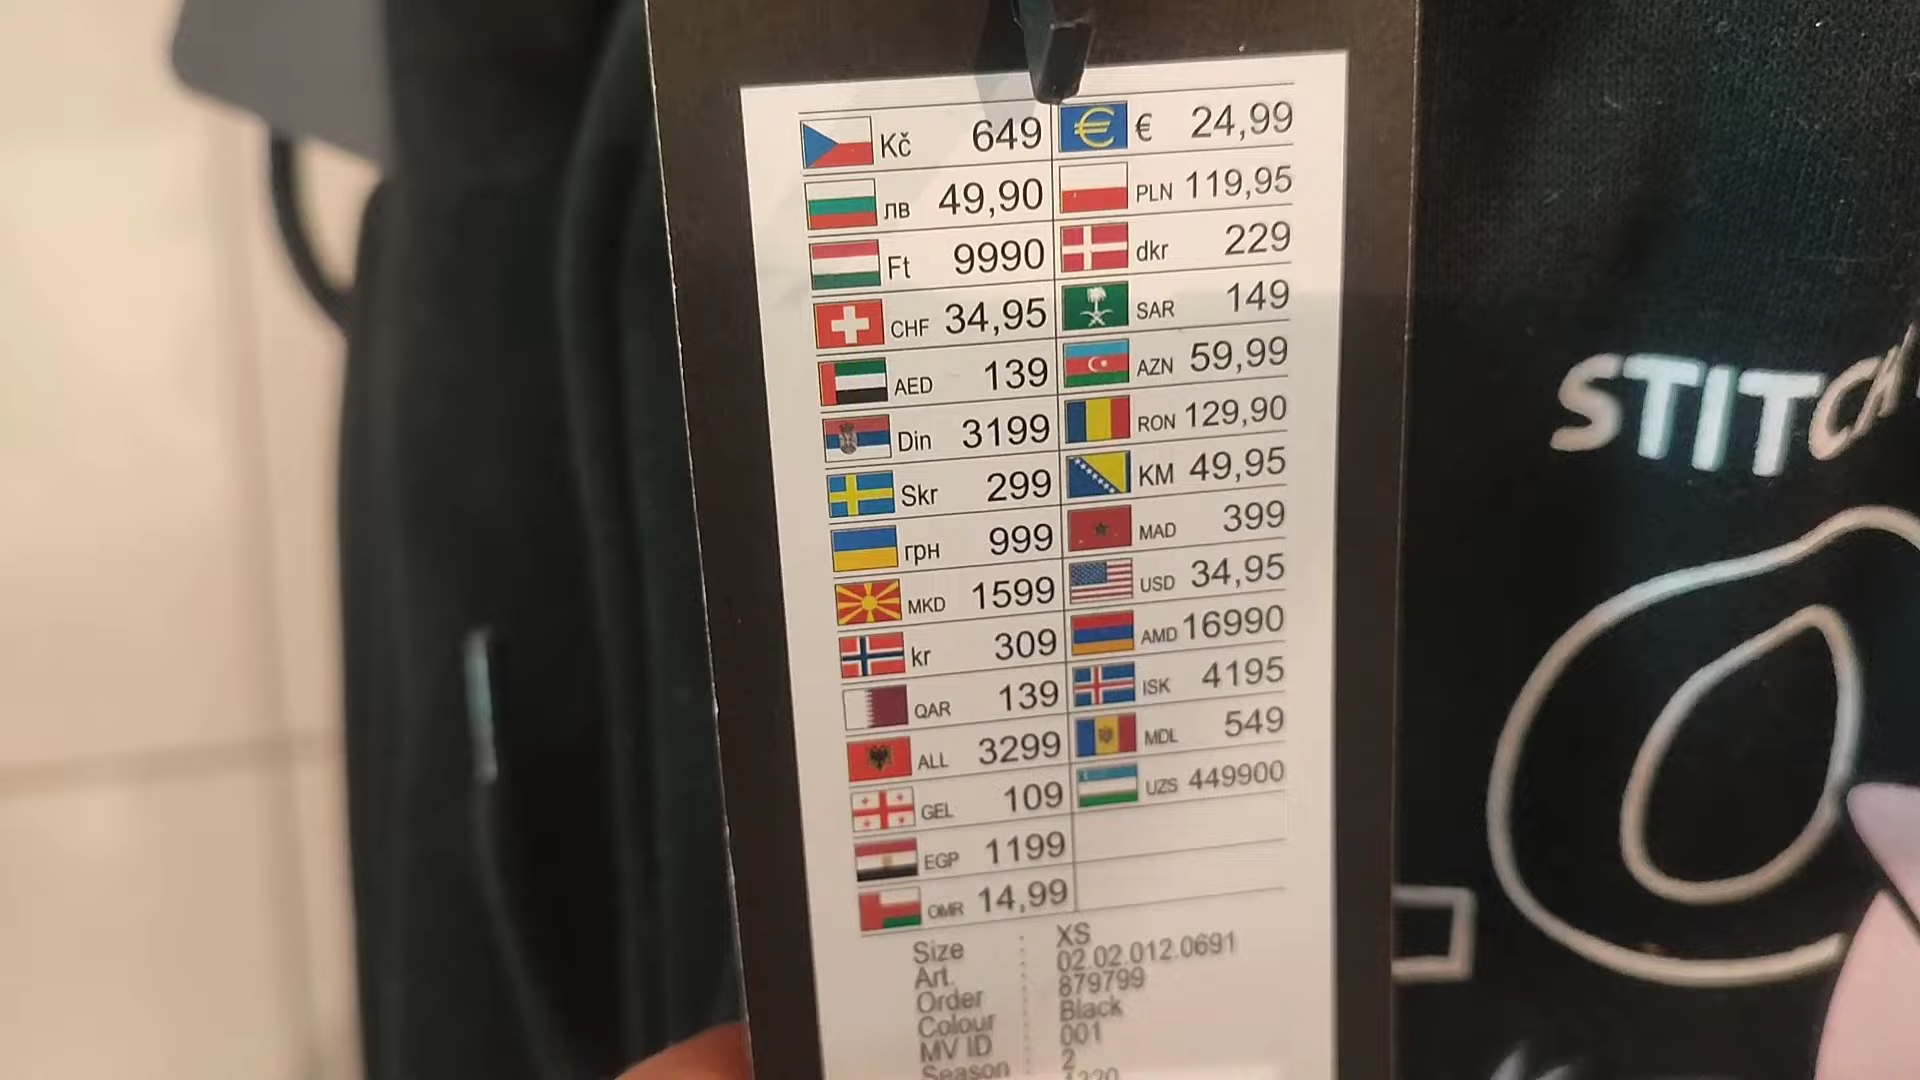 Kč 649 € 24,99
лв 49,90 PLN 119,95
Ft 9990 dkr 229
CHF 34,95 SAR 149
AED 139 AZN 59,99
Din 3199 RON 129,90
Skr 299 KM 49,95
грн 999 MAD 399
MKD 1599 USD 34,95
kr 309 AMD 16990
QAR 139 ISK 4195
ALL 3299 MDL 549
GEL 109 UZS 449900
EGP 1199
OMR 14,99
Size : XS
Art. : 02.02.012.0691
Order : 879799
Colour : Black
MV ID : 001
Season : 2
STITCH